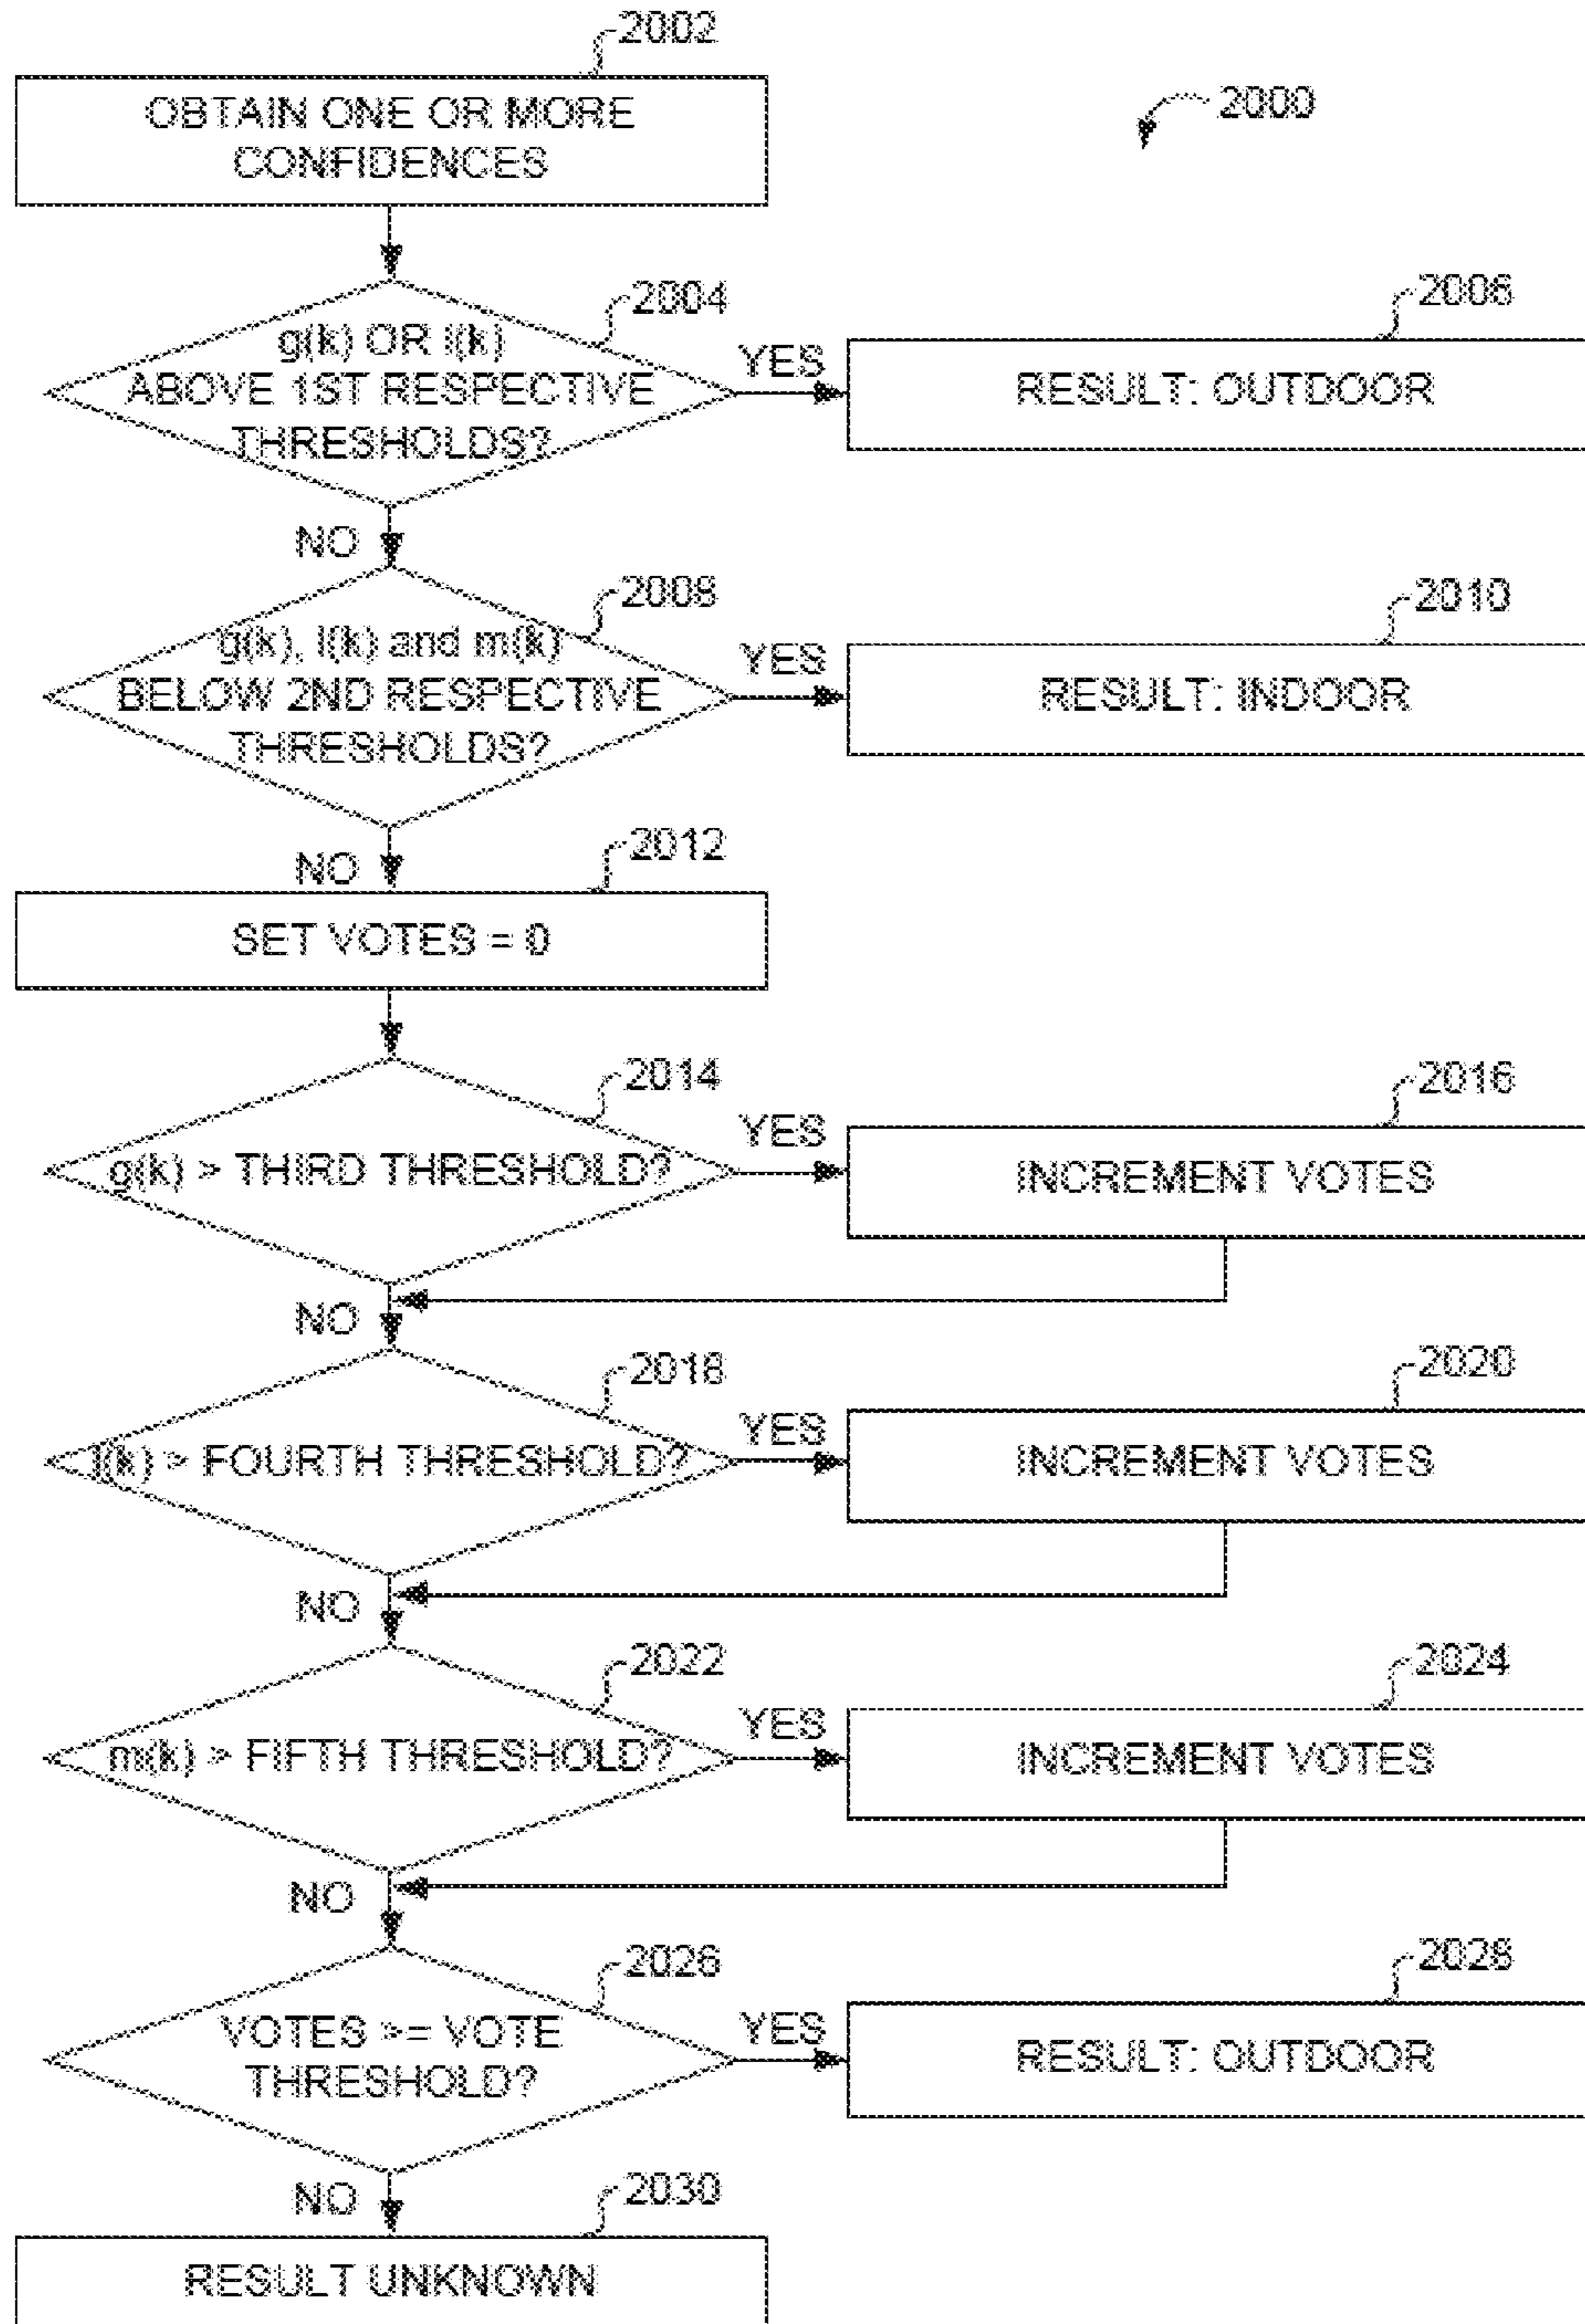 2002
OBTAIN ONE OR MORE
CONFIDENCES
2000
2004
g(k) OR l(k)
ABOVE 1ST RESPECTIVE
THRESHOLDS?
YES
2006
RESULT: OUTDOOR
NO
2008
g(k), l(k) and m(k)
BELOW 2ND RESPECTIVE
THRESHOLDS?
YES
2010
RESULT: INDOOR
NO
2012
SET VOTES = 0
2014
g(k) > THIRD THRESHOLD?
YES
2016
INCREMENT VOTES
NO
2018
l(k) > FOURTH THRESHOLD?
YES
2020
INCREMENT VOTES
NO
2022
m(k) > FIFTH THRESHOLD?
YES
2024
INCREMENT VOTES
NO
2026
VOTES >= VOTE
THRESHOLD?
YES
2028
RESULT: OUTDOOR
NO
2030
RESULT UNKNOWN